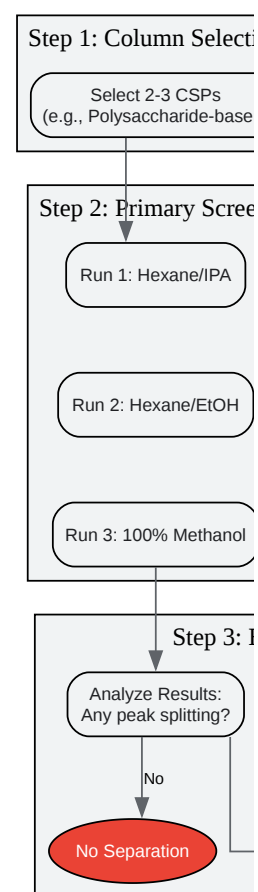 Step 1: Column Selecti
Select 2-3 CSPs
(e.g., Polysaccharide-base
Step 2: Primary Scree
Run 1: Hexane/IPA
Run 2: Hexane/EtOH
Run 3: 100% Methanol
Step 3:
Analyze Results:
Any peak splitting?
No
No Separation